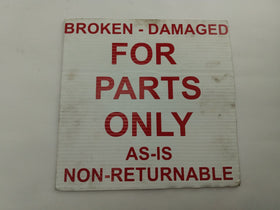 BROKEN - DAMAGED
FOR
PARTS
ONLY
AS-IS
NON-RETURNABLE